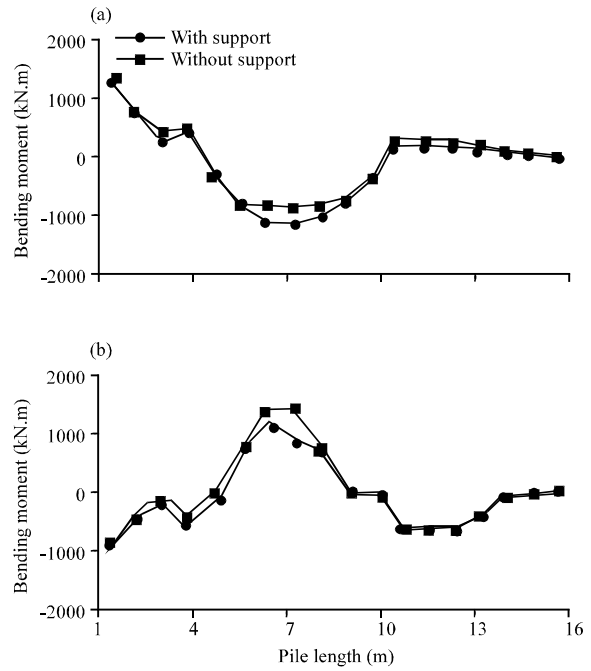 (a)
With support
Without support
2000
1000
0
-1000
-2000
Bending moment (kN.m)
(b)
2000
1000
0
-1000
-2000
Bending moment (kN.m)
1 4 7 10 13 16
Pile length (m)